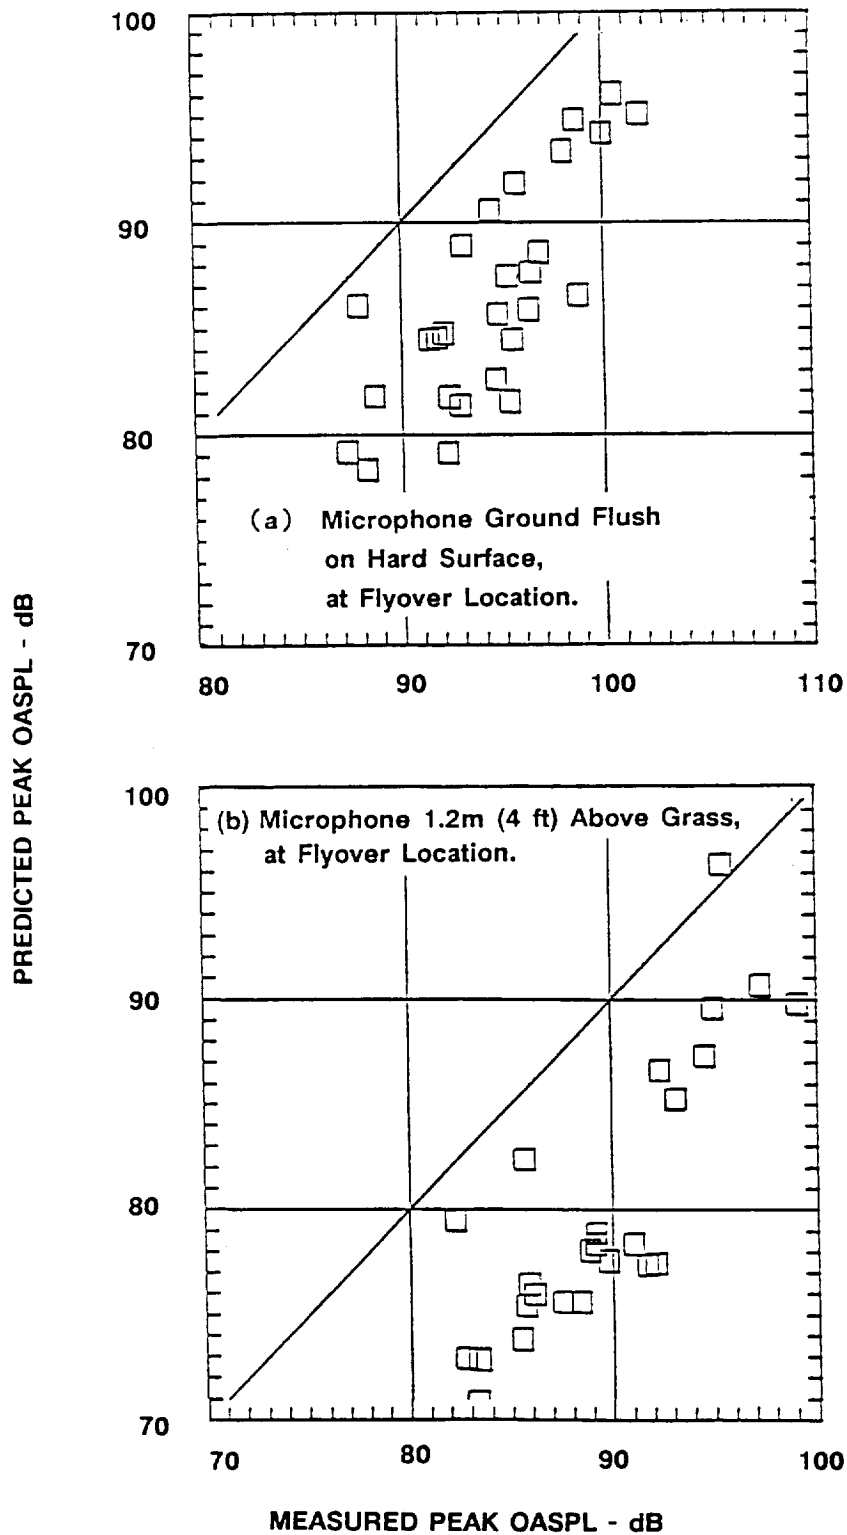 100
90
80
70
(a) Microphone Ground Flush
on Hard Surface,
at Flyover Location.
80 90 100 110
PREDICTED PEAK OASPL - dB
100
90
80
70
(b) Microphone 1.2m (4 ft) Above Grass,
at Flyover Location.
70 80 90 100
MEASURED PEAK OASPL - dB